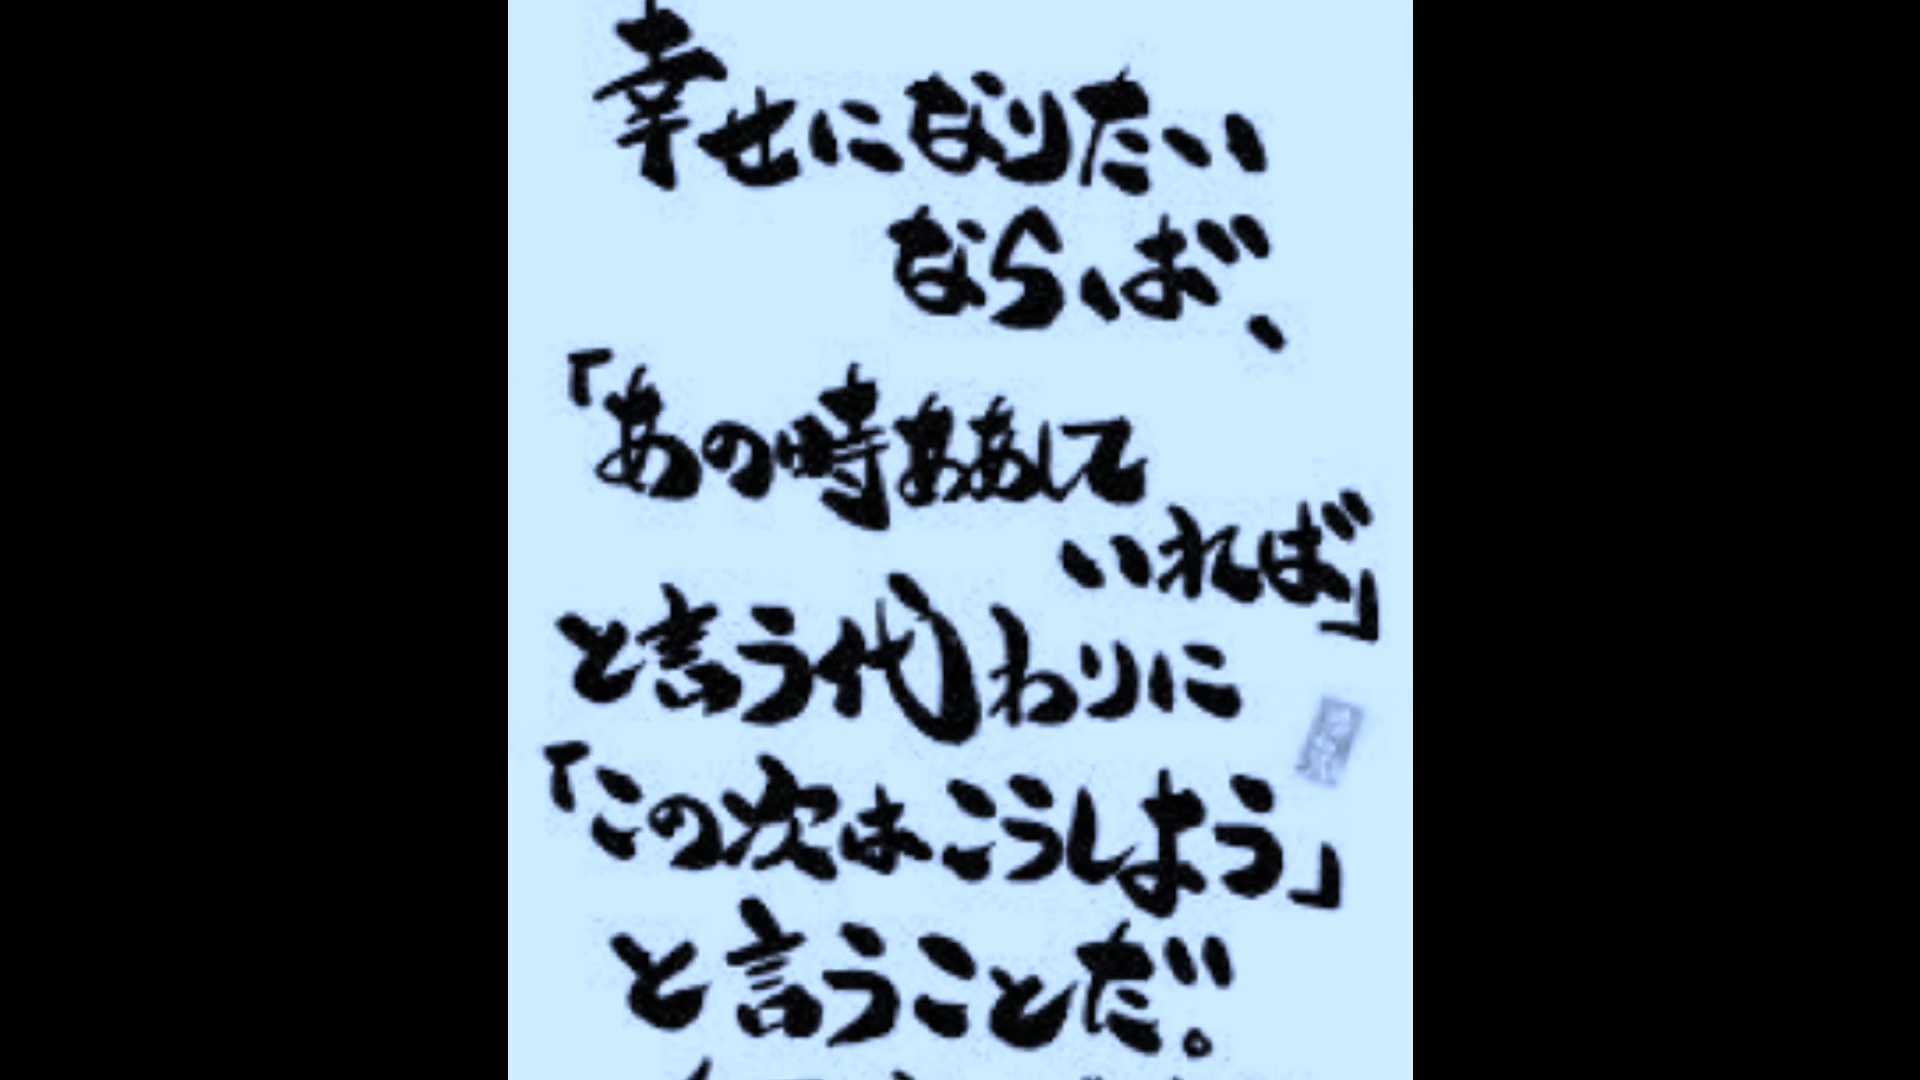 幸せになりたい
ならば、
「あの時ああして
いれば」
と言う代わりに
「この次はこうしよう」
と言うことだ。